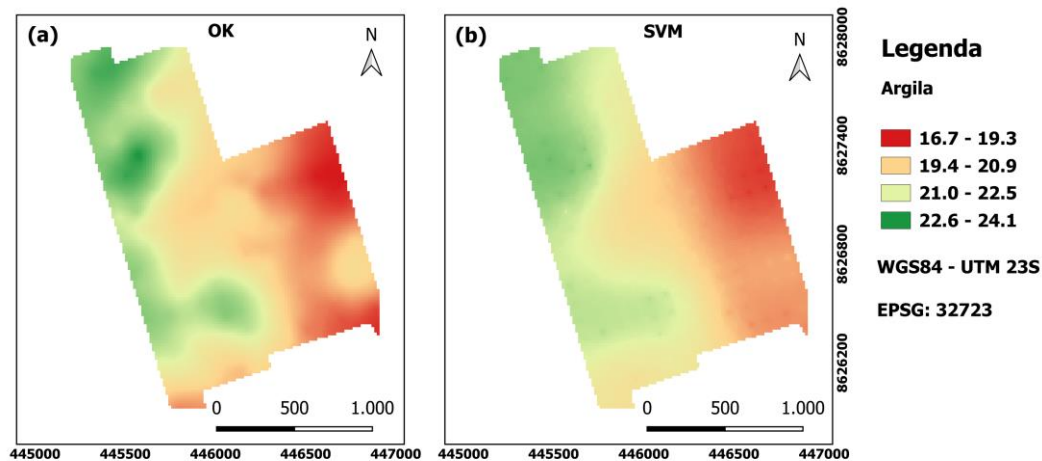 (a) OK N
(b) SVM N
8628000
8627400
8626800
8626200
0 500 1.000
0 500 1.000
445000 445500 446000 446500 447000
445000 445500 446000 446500 447000
Legenda
Argila
16.7 - 19.3
19.4 - 20.9
21.0 - 22.5
22.6 - 24.1
WGS84 - UTM 23S
EPSG: 32723